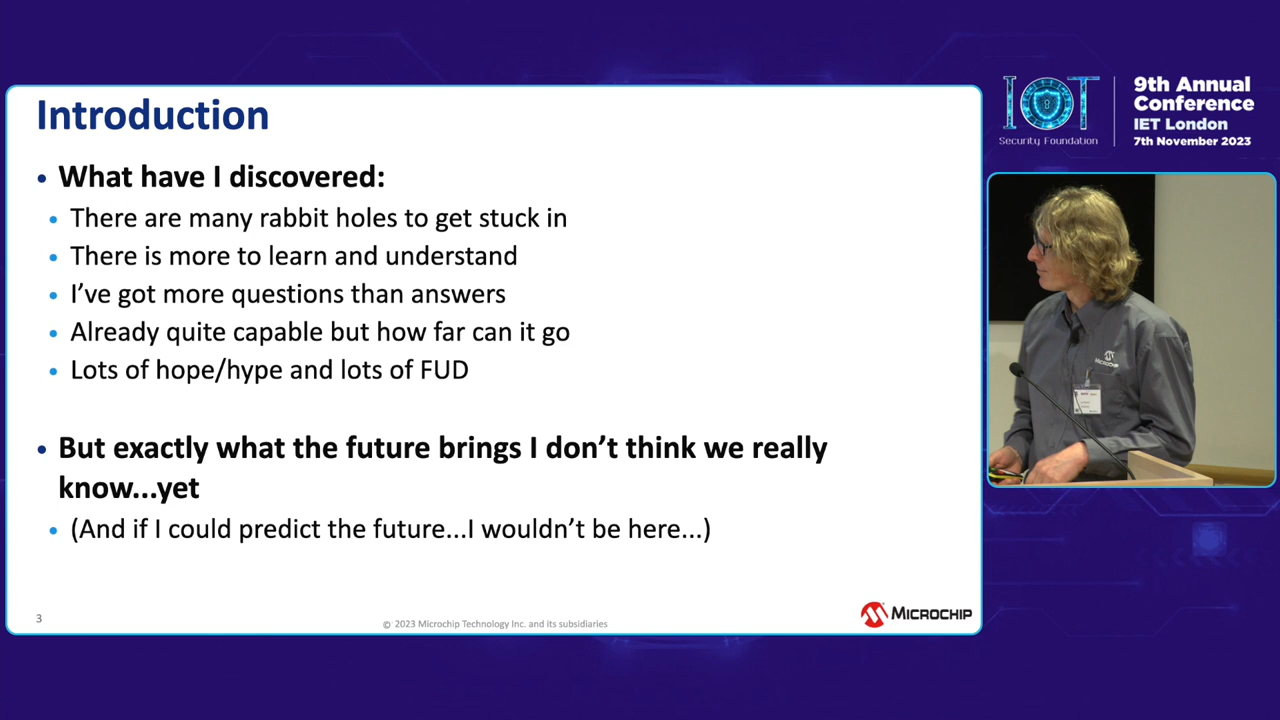 Introduction
• What have I discovered:
• There are many rabbit holes to get stuck in
• There is more to learn and understand
• I’ve got more questions than answers
• Already quite capable but how far can it go
• Lots of hope/hype and lots of FUD
• But exactly what the future brings I don’t think we really
know...yet
• (And if I could predict the future...I wouldn’t be here...)
3
© 2023 Microchip Technology Inc. and its subsidiaries
MICROCHIP
IOT
Security Foundation
9th Annual
Conference
IET London
7th November 2023
MICROCHIP